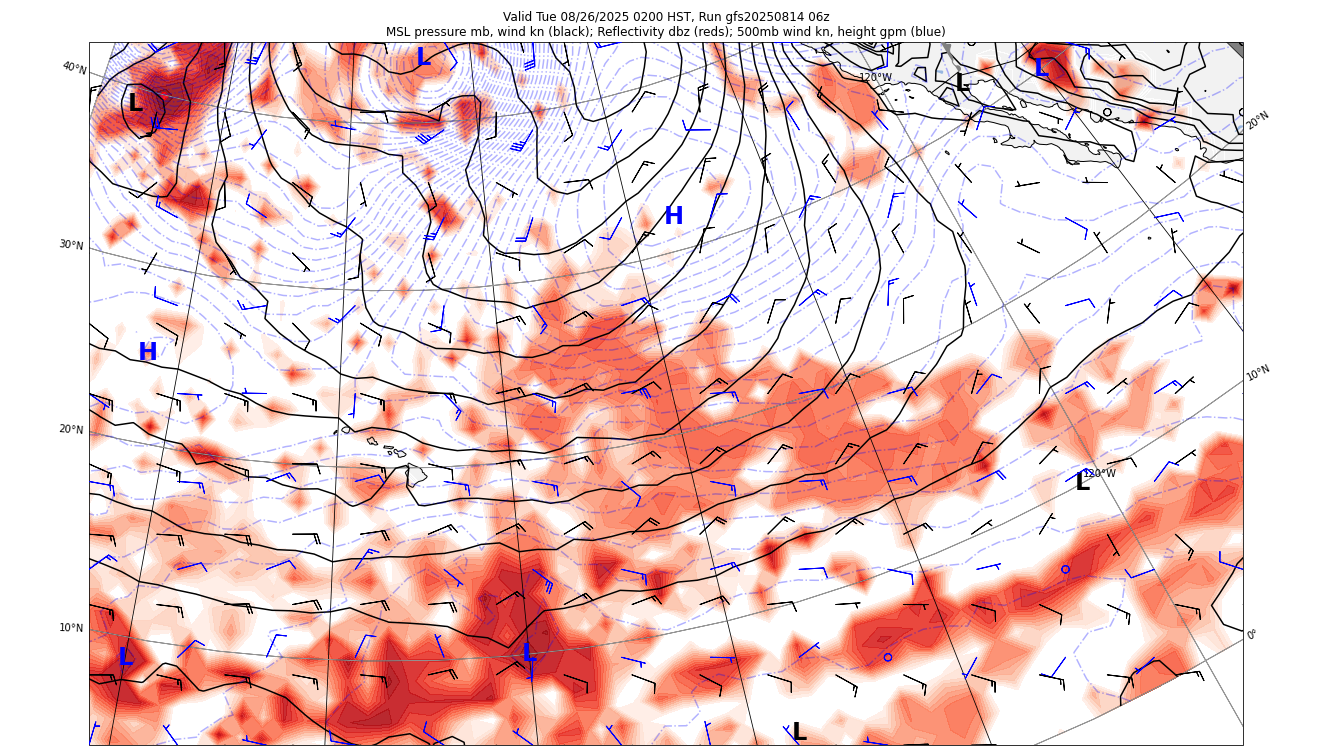 Valid Tue 08/26/2025 0200 HST, Run gfs20250814 06z
MSL pressure mb, wind kn (black); Reflectivity dbz (reds); 500mb wind kn, height gpm (blue)
40°N
L
L
L
L
120°W
20°N
H
30°N
H
10°N
20°N
L
120°W
10°N
0°
L
L
L
L